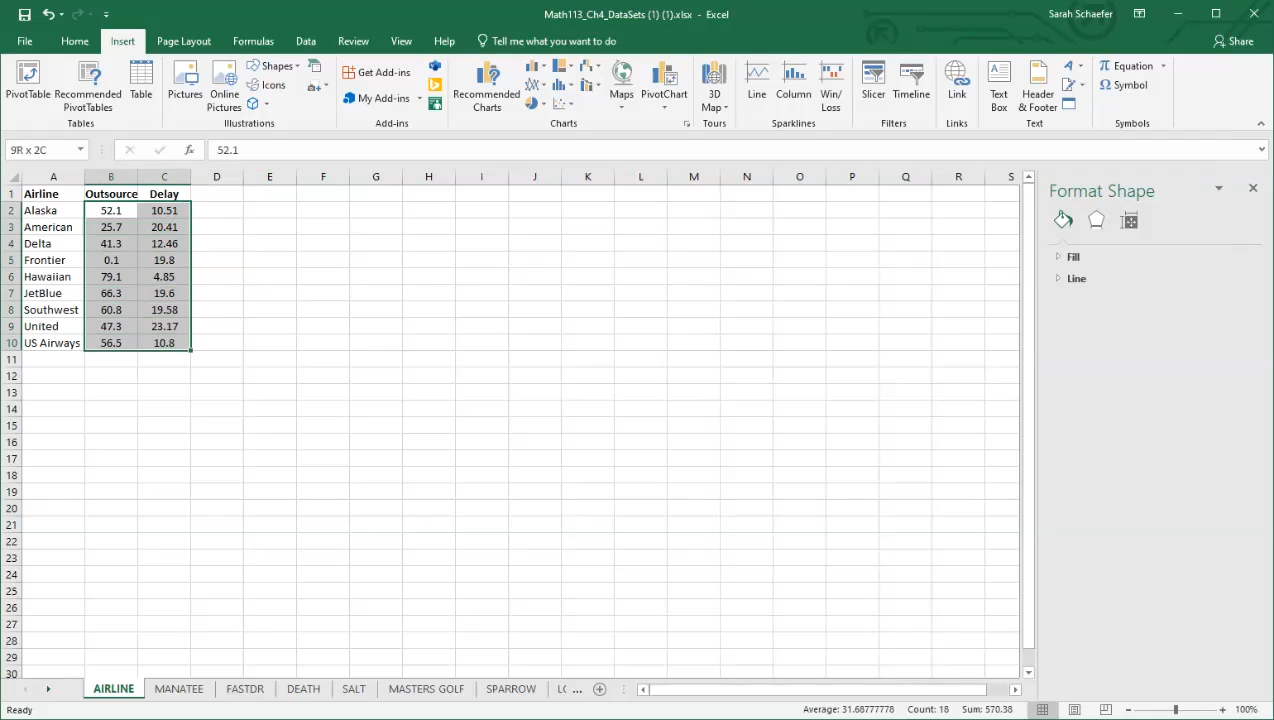 Math113_Ch4_DataSets (1) (1).xlsx - Excel
Sarah Schaefer
File Home Insert Page Layout Formulas Data Review View Help Tell me what you want to do Share
PivotTable Recommended PivotTables Table Tables
Pictures Online Pictures Shapes Icons Illustrations
Get Add-ins My Add-ins Add-ins
Recommended Charts Maps PivotChart Charts
3D Map Tours
Line Column Win/Loss Sparklines
Slicer Timeline Filters
Link Links
Text Box Header & Footer Text
Equation Symbol Symbols
9R x 2C fx 52.1
A B C D E F G H I J K L M N O P Q R S
1 Airline Outsource Delay
2 Alaska 52.1 10.51
3 American 25.7 20.41
4 Delta 41.3 12.46
5 Frontier 0.1 19.8
6 Hawaiian 79.1 4.85
7 JetBlue 66.3 19.6
8 Southwest 60.8 19.58
9 United 47.3 23.17
10 US Airways 56.5 10.8
11
12
13
14
15
16
17
18
19
20
21
22
23
24
25
26
27
28
29
30
Format Shape
Fill
Line
AIRLINE MANATEE FASTDR DEATH SALT MASTERS GOLF SPARROW ...
Ready Average: 31.68777778 Count: 18 Sum: 570.38 100%